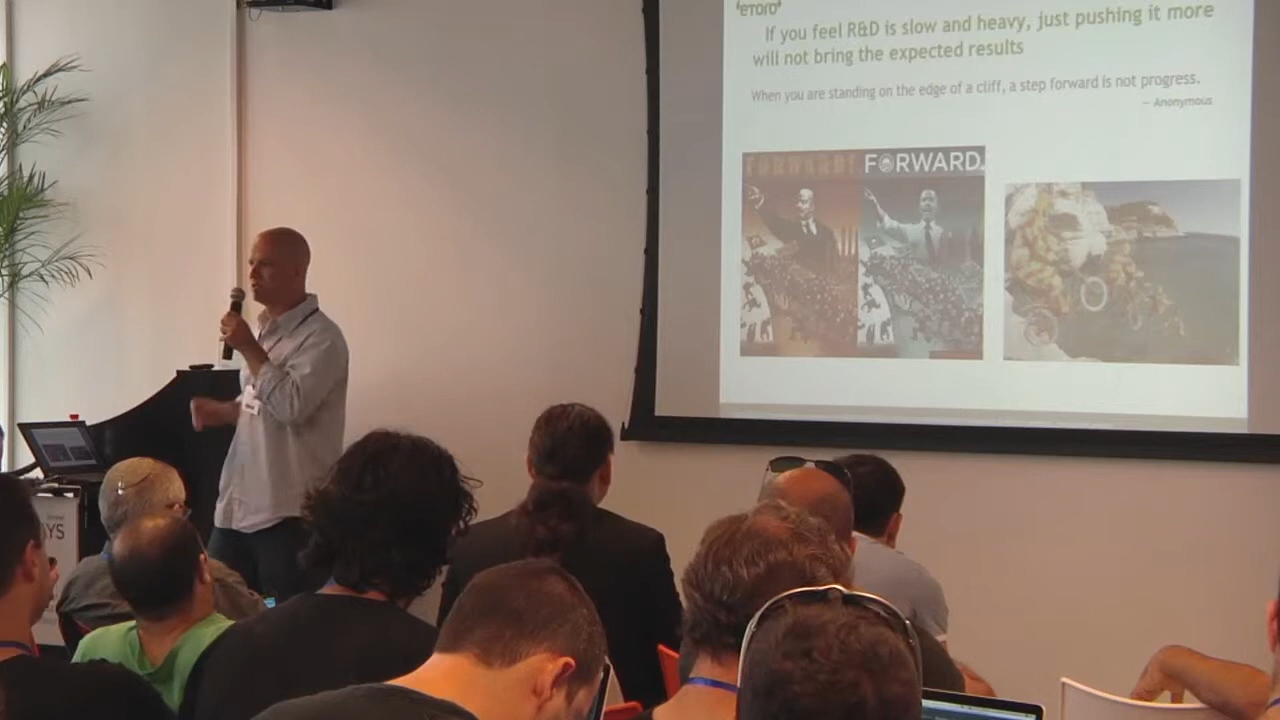 eToro
If you feel R&D is slow and heavy, just pushing it more
will not bring the expected results
When you are standing on the edge of a cliff, a step forward is not progress.
— Anonymous
FORWARD!
FORWARD.
YS